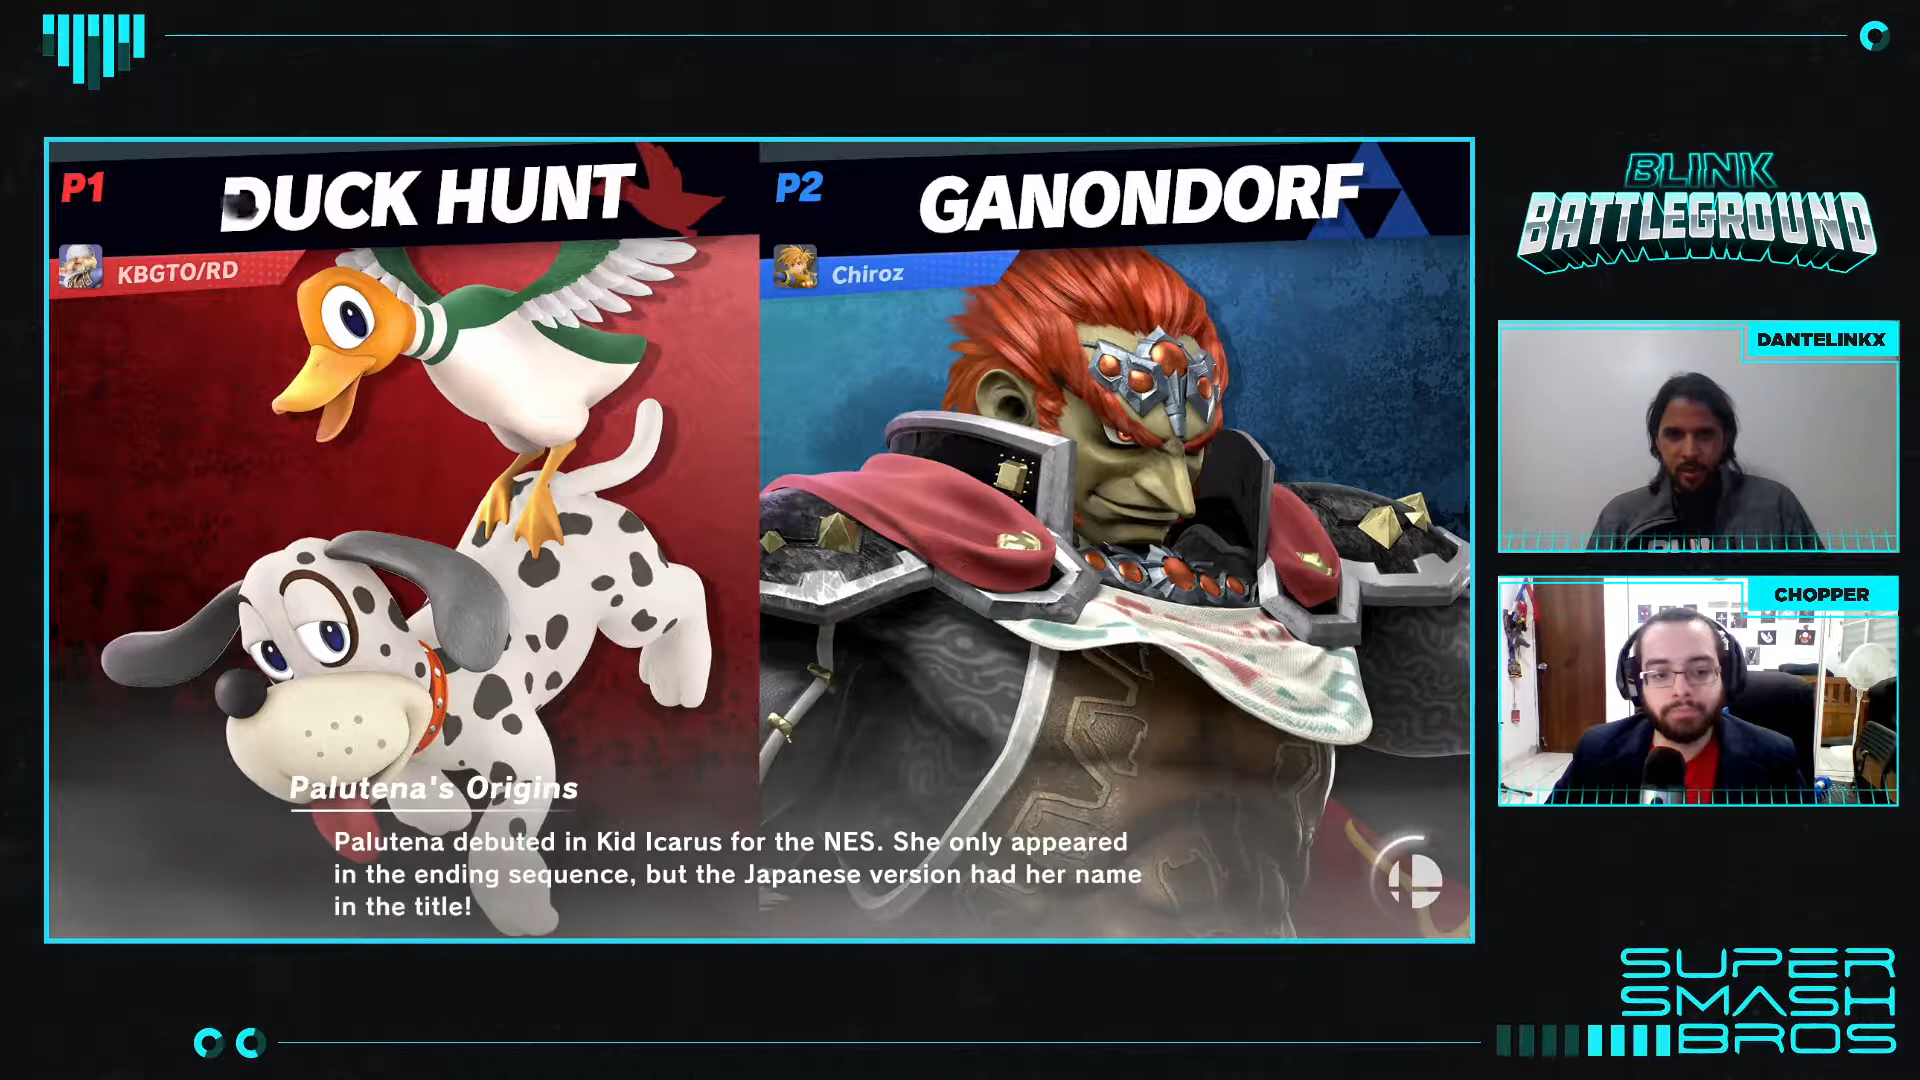 P1
DUCK HUNT
KBGTO/RD
P2
GANONDORF
Chiroz
Palutena's Origins
Palutena debuted in Kid Icarus for the NES. She only appeared
in the ending sequence, but the Japanese version had her name
in the title!
BLINK
BATTLEGROUND
DANTELINKX
CHOPPER
SUPER
SMASH
BROS